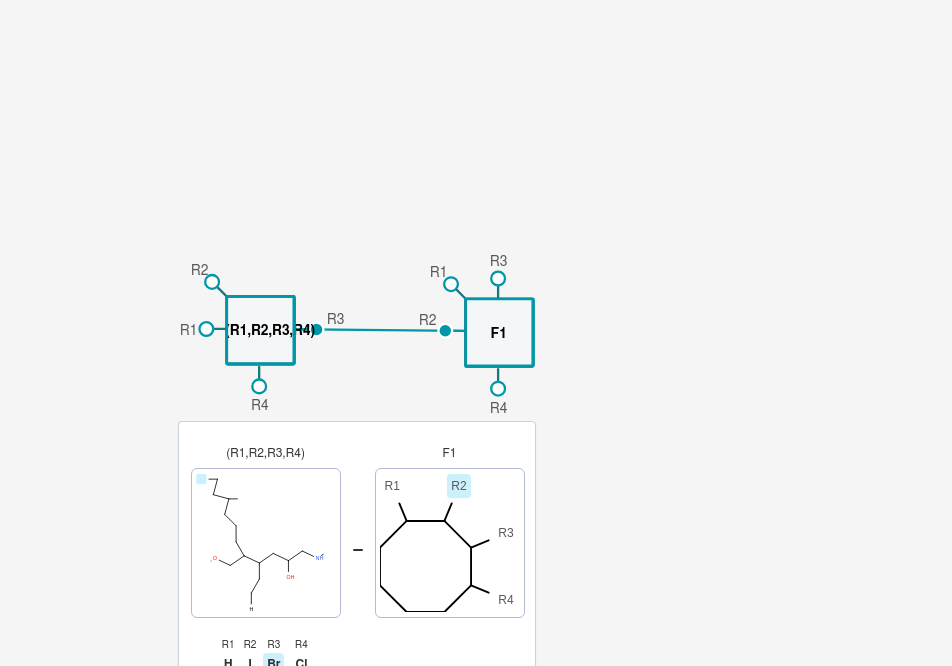 R2
R1
R3
R1
(R1,R2,R3,R4)
R3
R2
F1
R4
R4
(R1,R2,R3,R4)
F1
R1
R2
R3
R4
O
NH
OH
H
R1 R2 R3 R4
H I Br Cl